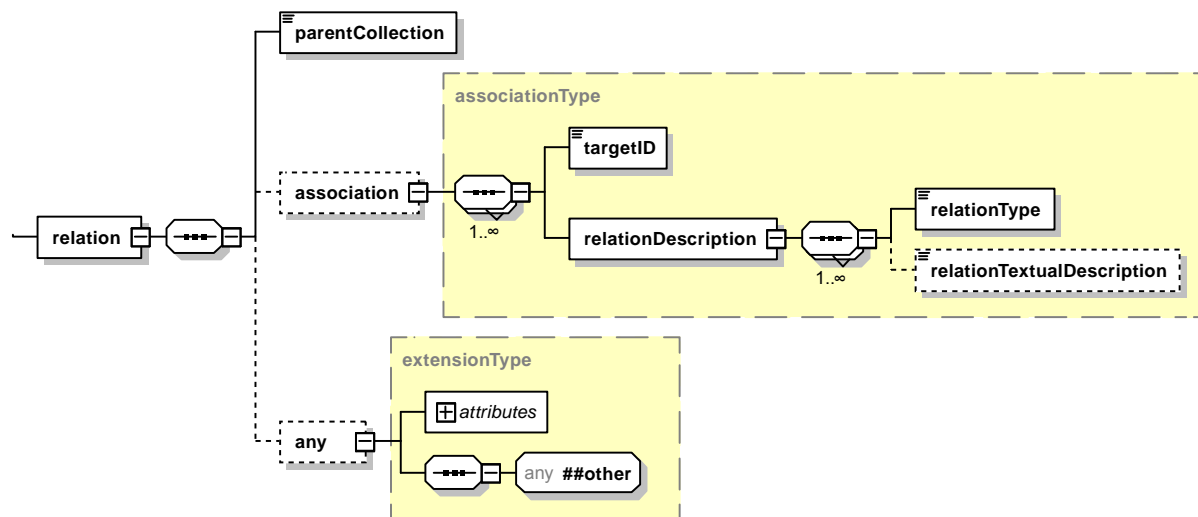 parentCollection
associationType
targetID
association
1..∞
relationType
relation
relationDescription
relationTextualDescription
1..∞
extensionType
attributes
any
any ##other